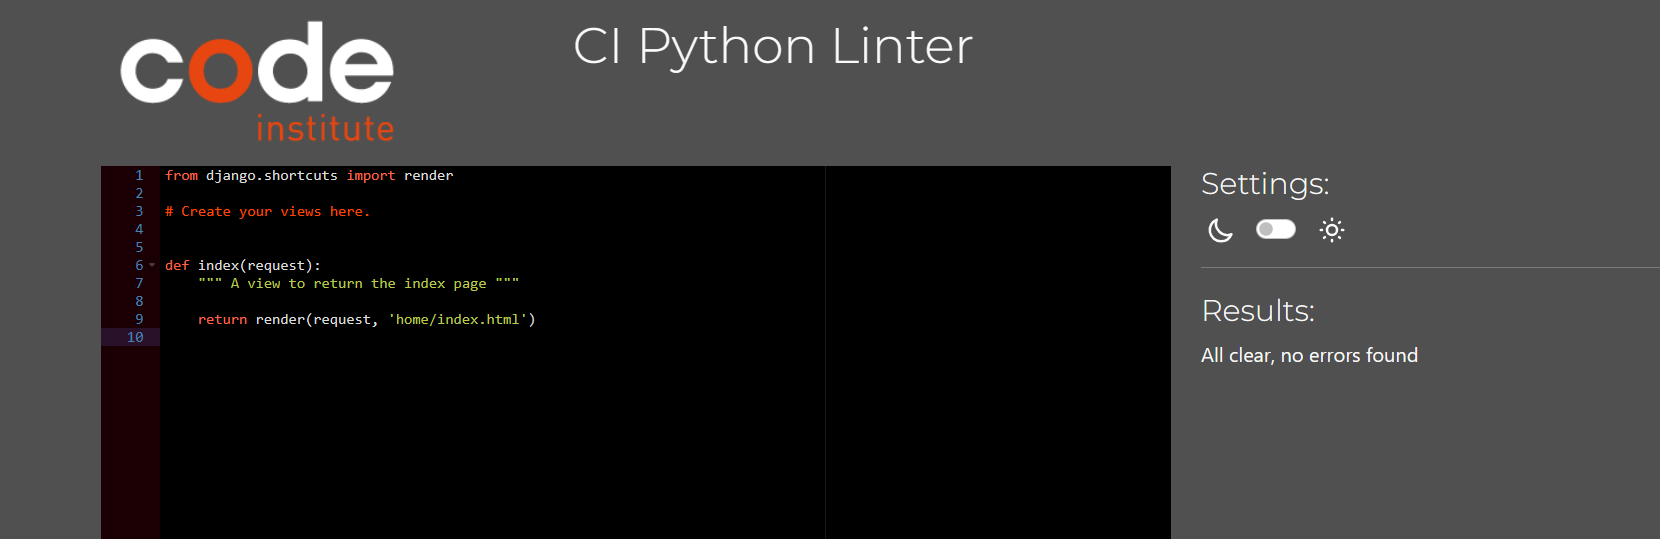 code
institute
CI Python Linter
1 from django.shortcuts import render
2
3 # Create your views here.
4
5
6 def index(request):
7     """ A view to return the index page """
8
9     return render(request, 'home/index.html')
10
Settings:
Results:
All clear, no errors found